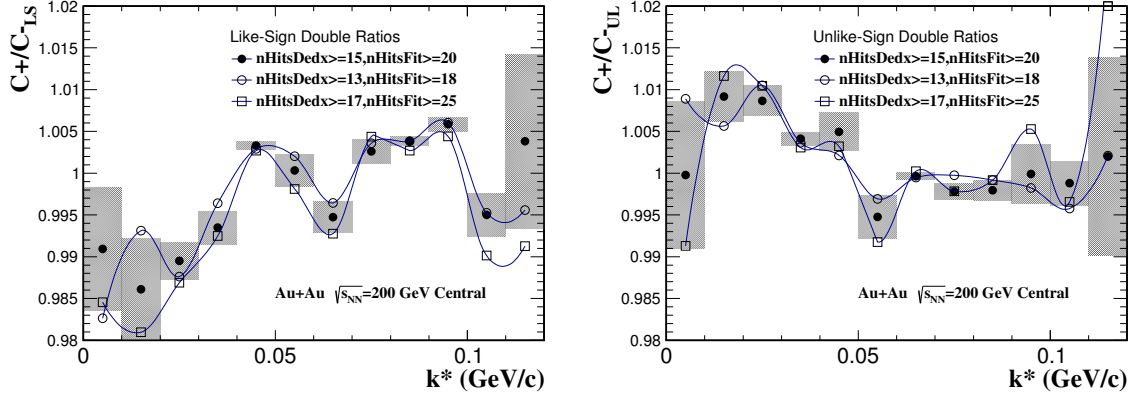 C+/C-LS
1.02
1.015
1.01
1.005
1
0.995
0.99
0.985
0.98
Like-Sign Double Ratios
nHitsDedx>=15,nHitsFit>=20
nHitsDedx>=13,nHitsFit>=18
nHitsDedx>=17,nHitsFit>=25
Au+Au √sNN=200 GeV Central
0 0.05 0.1
k* (GeV/c)
C+/C-UL
1.02
1.015
1.01
1.005
1
0.995
0.99
0.985
0.98
Unlike-Sign Double Ratios
nHitsDedx>=15,nHitsFit>=20
nHitsDedx>=13,nHitsFit>=18
nHitsDedx>=17,nHitsFit>=25
Au+Au √sNN=200 GeV Central
0 0.05 0.1
k* (GeV/c)